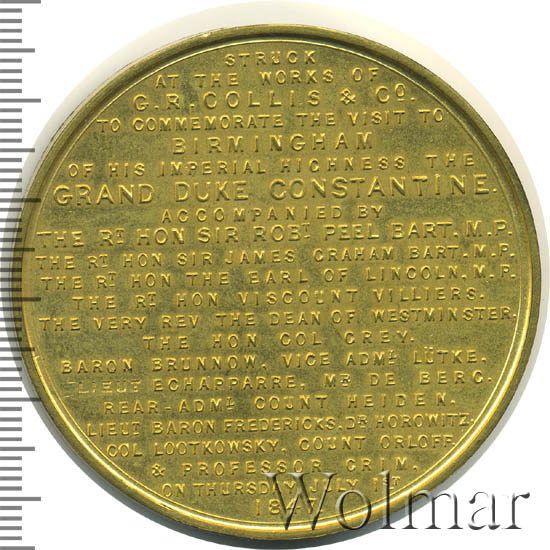 STRUCK
AT THE WORKS OF
G.R. COLLIS & Co.
TO COMMEMORATE THE VISIT TO
BIRMINGHAM
OF HIS IMPERIAL HIGHNESS THE
GRAND DUKE CONSTANTINE.
ACCOMPANIED BY
THE RT HON SIR ROBT PEEL BART. M.P.
THE RT HON SIR JAMES GRAHAM BART. M.P.
THE RT HON THE EARL OF LINCOLN. M.P.
THE RT HON VISCOUNT VILLIERS.
THE VERY REV THE DEAN OF WESTMINSTER.
THE HON COL GREY.
BARON BRUNNOW, VICE ADML LÜTKE.
LIEUT ECHAPPARRE, MR DE BERG.
REAR-ADML COUNT HEIDEN.
LIEUT BARON FREDERICKS. DR HOROWITZ.
COL LOOTKOWSKY, COUNT ORLOFF
& PROFESSOR GRIM.
ON THURSDAY JULY 1ST
1847
Wolmar